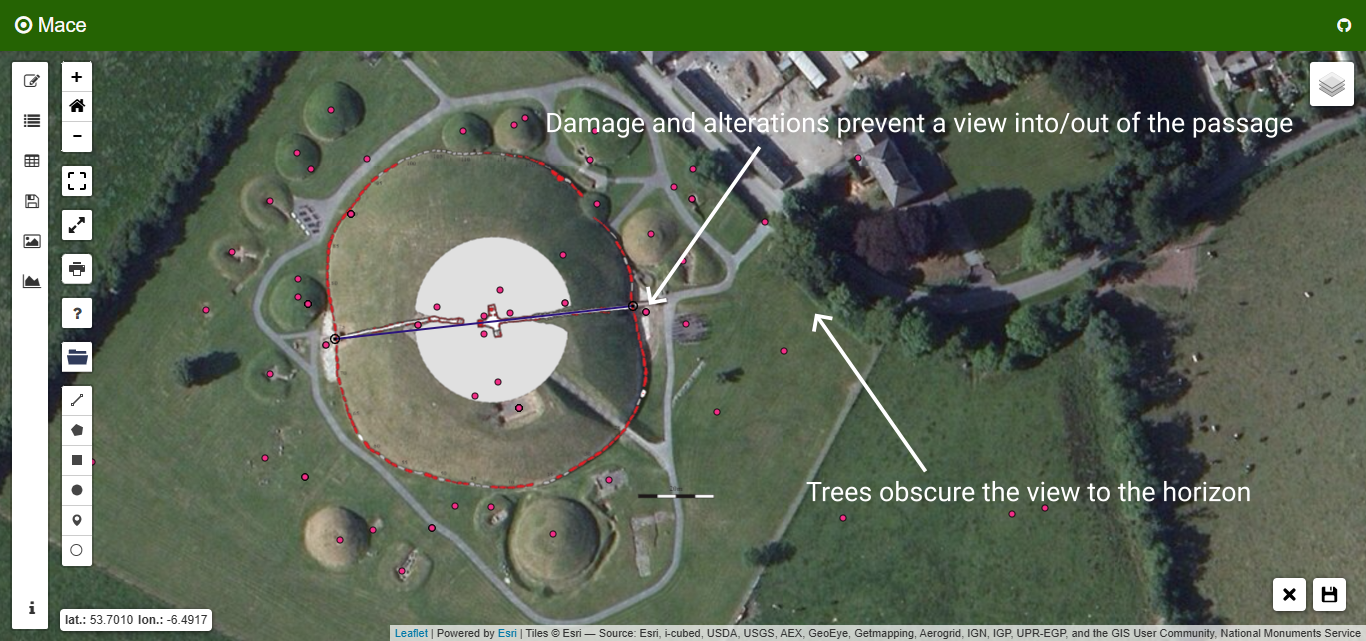 Mace
+
−
Damage and alterations prevent a view into/out of the passage
?
Trees obscure the view to the horizon
i
lat.: 53.7010 lon.: -6.4917
Leaflet | Powered by Esri | Tiles © Esri — Source: Esri, i-cubed, USDA, USGS, AEX, GeoEye, Getmapping, Aerogrid, IGN, IGP, UPR-EGP, and the GIS User Community, National Monuments Service